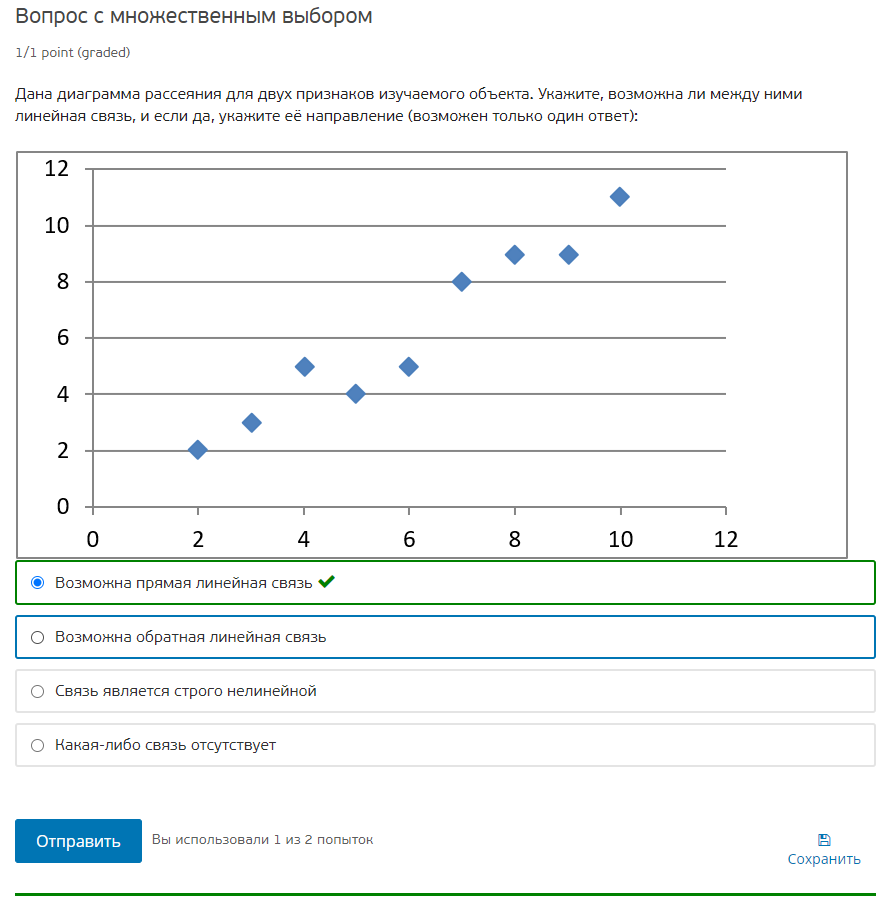 Вопрос с множественным выбором
1/1 point (graded)
Дана диаграмма рассеяния для двух признаков изучаемого объекта. Укажите, возможна ли между ними
линейная связь, и если да, укажите её направление (возможен только один ответ):
12
10
8
6
4
2
0
0 2 4 6 8 10 12
Возможна прямая линейная связь
Возможна обратная линейная связь
Связь является строго нелинейной
Какая-либо связь отсутствует
Отправить Вы использовали 1 из 2 попыток
Сохранить